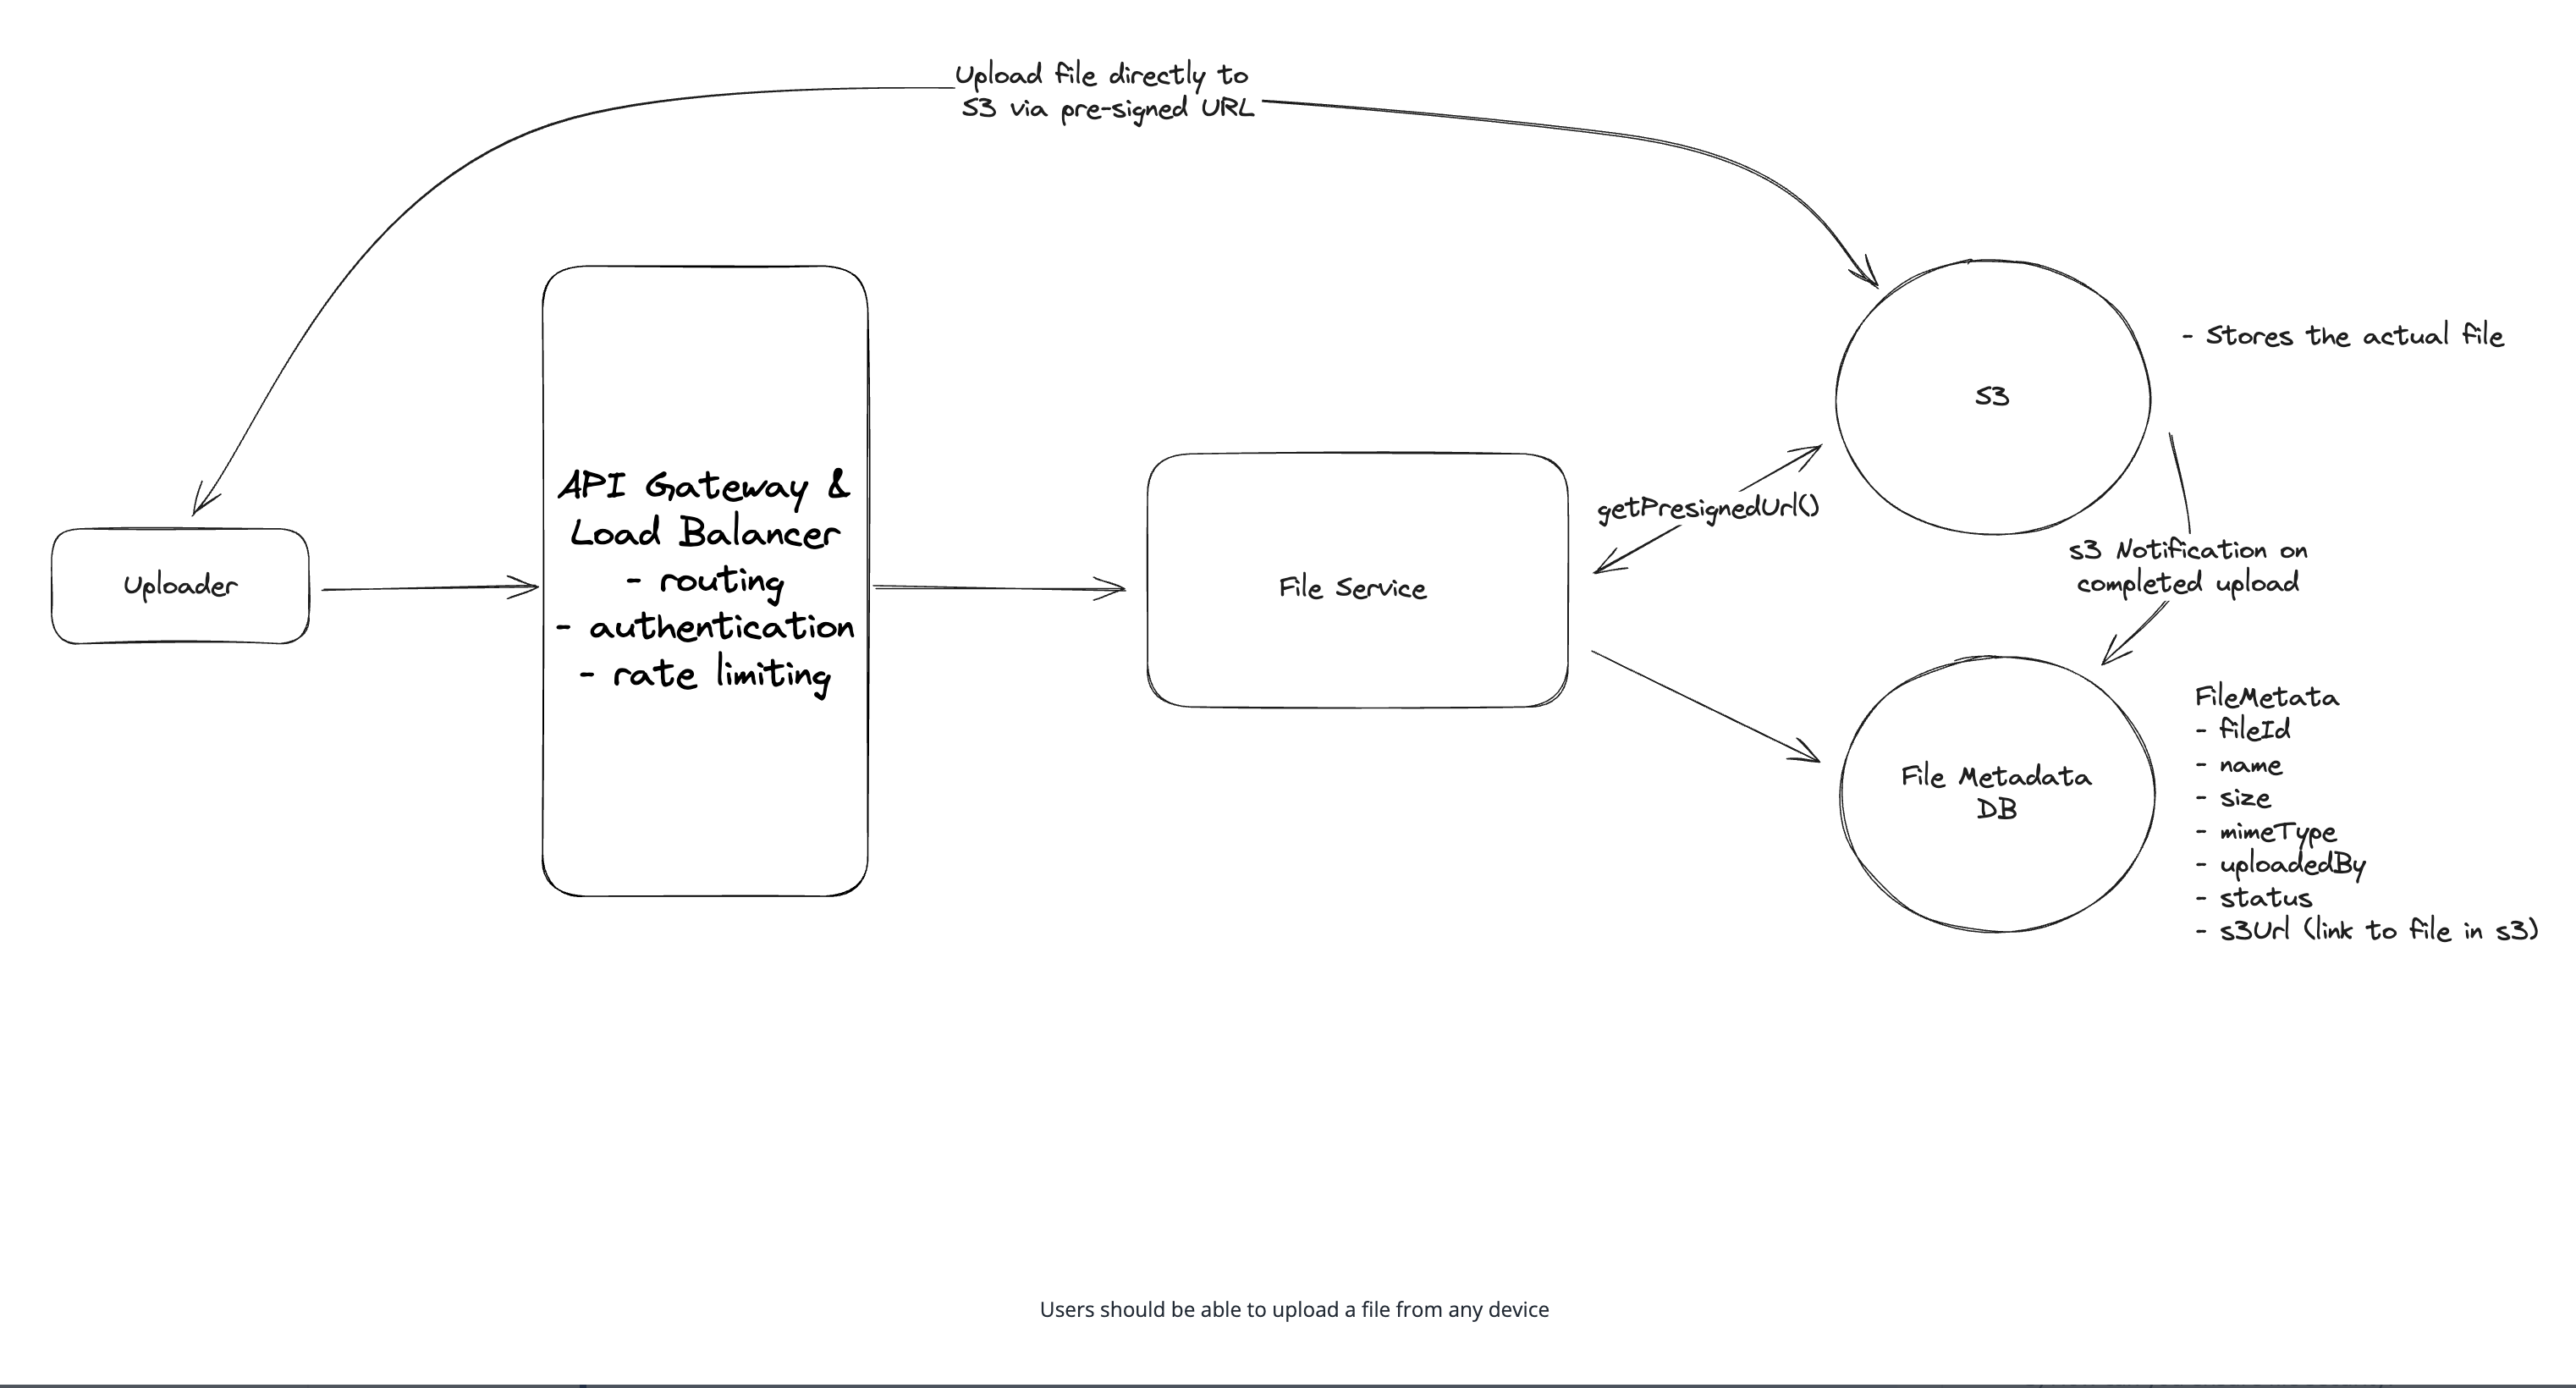 Upload file directly to
S3 via pre-signed URL
- Stores the actual file
S3
API Gateway &
Load Balancer
- routing
- authentication
- rate limiting
getPresignedUrl()
s3 Notification on
completed upload
Uploader
File Service
FileMetata
- fileId
- name
- size
- mimeType
- uploadedBy
- status
- s3Url (link to file in s3)
File Metadata
DB
Users should be able to upload a file from any device